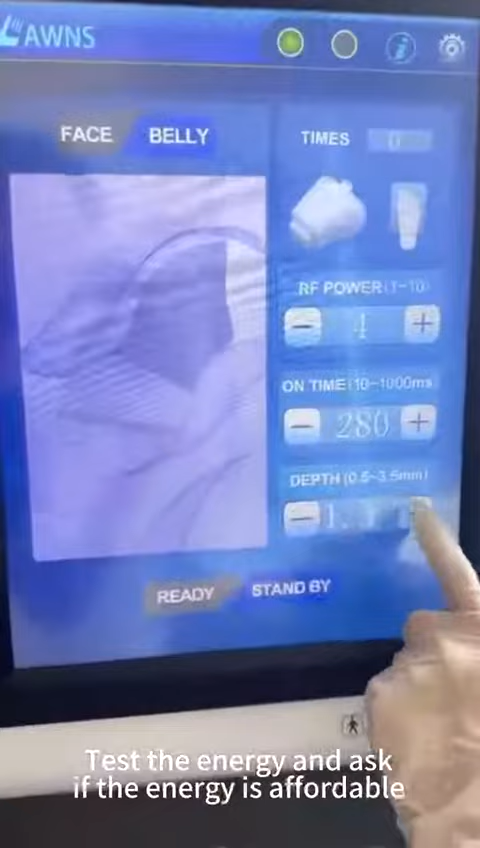 LAWNS
FACE
BELLY
TIMES
0
RF POWER(1-10)
4
ON TIME(10-1000ms
280
DEPTH(0.5-3.5mm)
READY
STAND BY
Test the energy and ask
if the energy is affordable